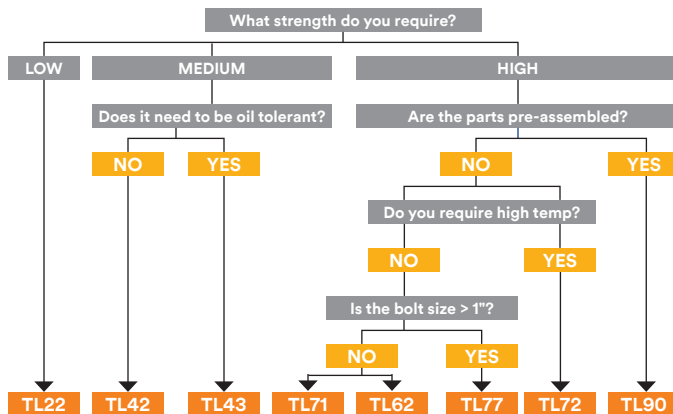 What strength do you require?
LOW
MEDIUM
HIGH
Does it need to be oil tolerant?
Are the parts pre-assembled?
NO
YES
NO
YES
Do you require high temp?
NO
YES
Is the bolt size > 1"?
NO
YES
TL22
TL42
TL43
TL71
TL62
TL77
TL72
TL90